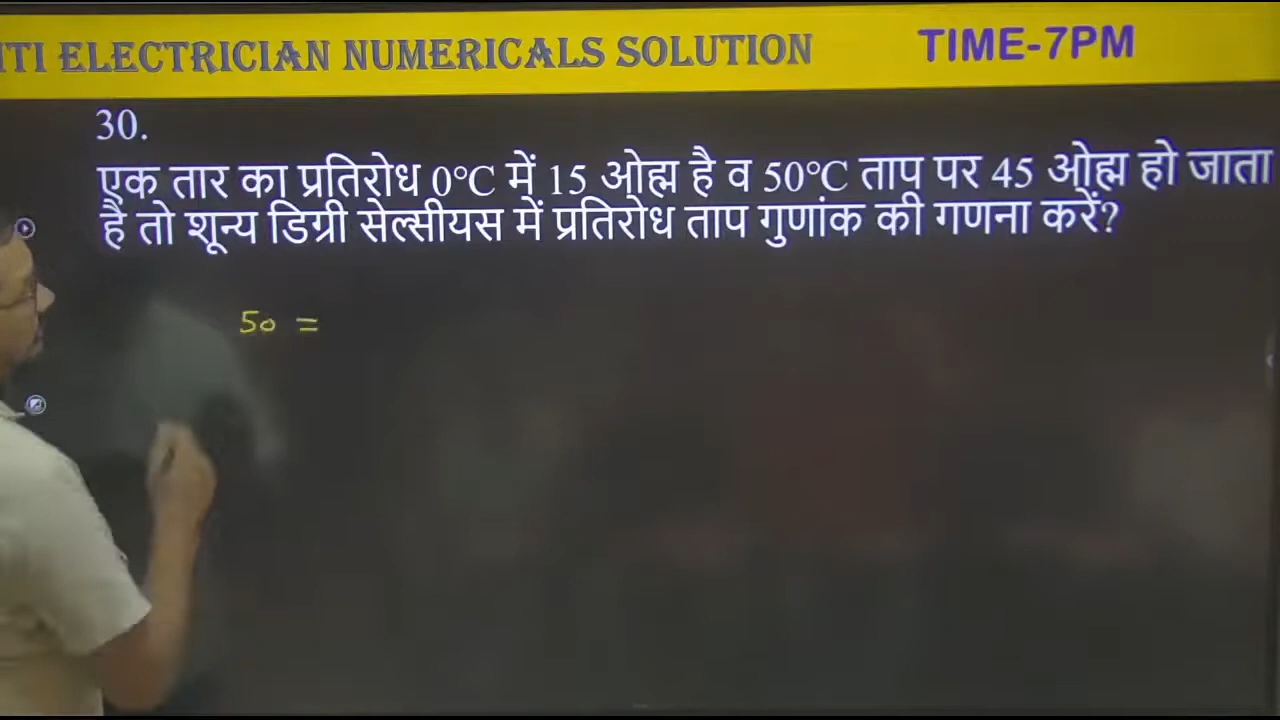 ITI ELECTRICIAN NUMERICALS SOLUTION TIME-7PM
30.
एक तार का प्रतिरोध 0°C में 15 ओह्म है व 50°C ताप पर 45 ओह्म हो जाता
है तो शून्य डिग्री सेल्सीयस में प्रतिरोध ताप गुणांक की गणना करें?
50 =